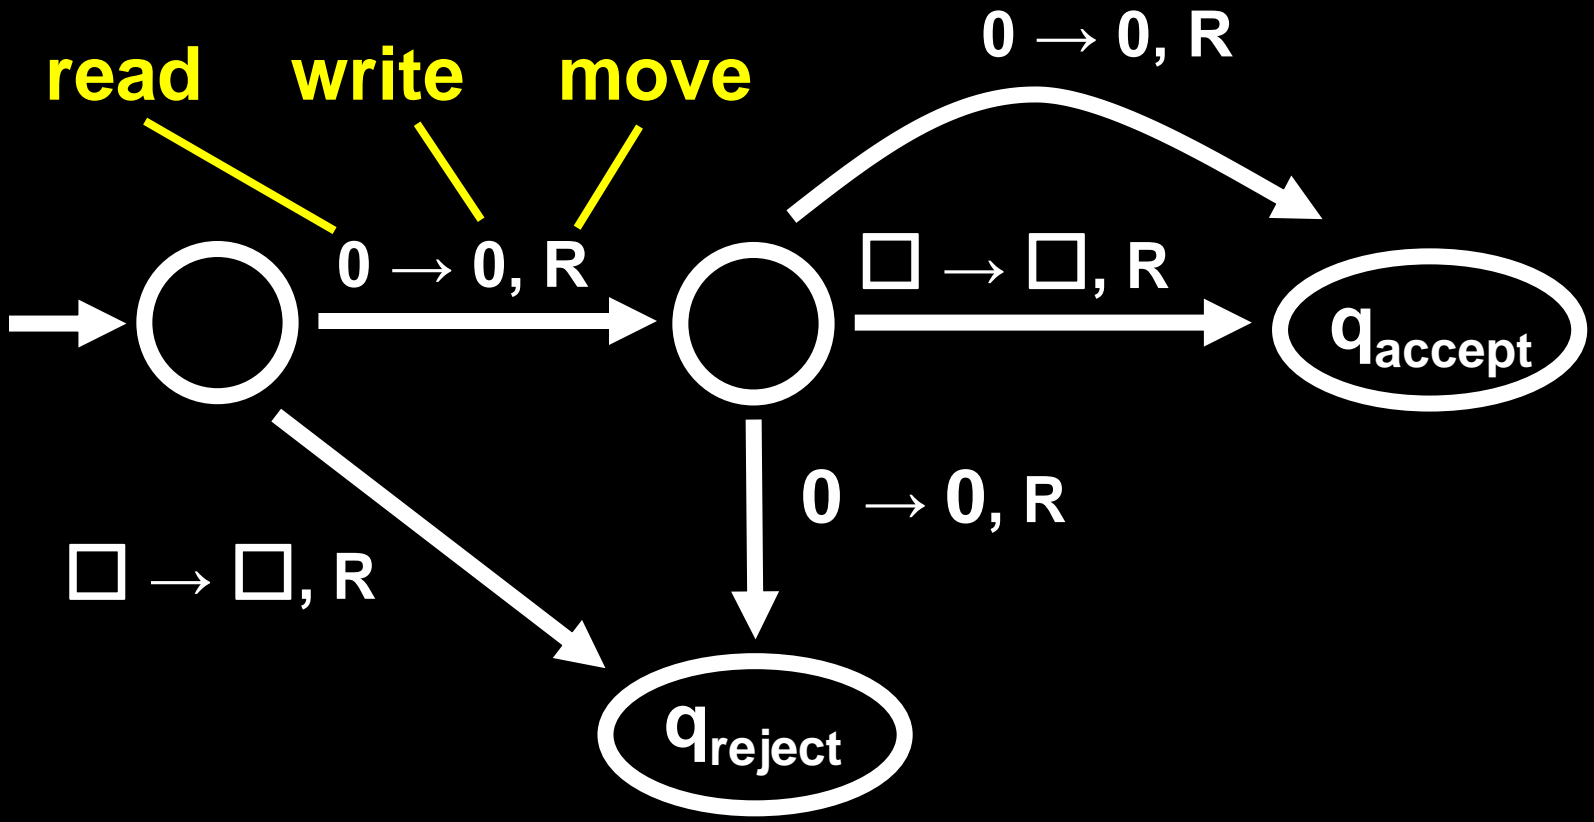 0 → 0, R
read write move
0 → 0, R
□ → □, R
q_accept
0 → 0, R
□ → □, R
q_reject